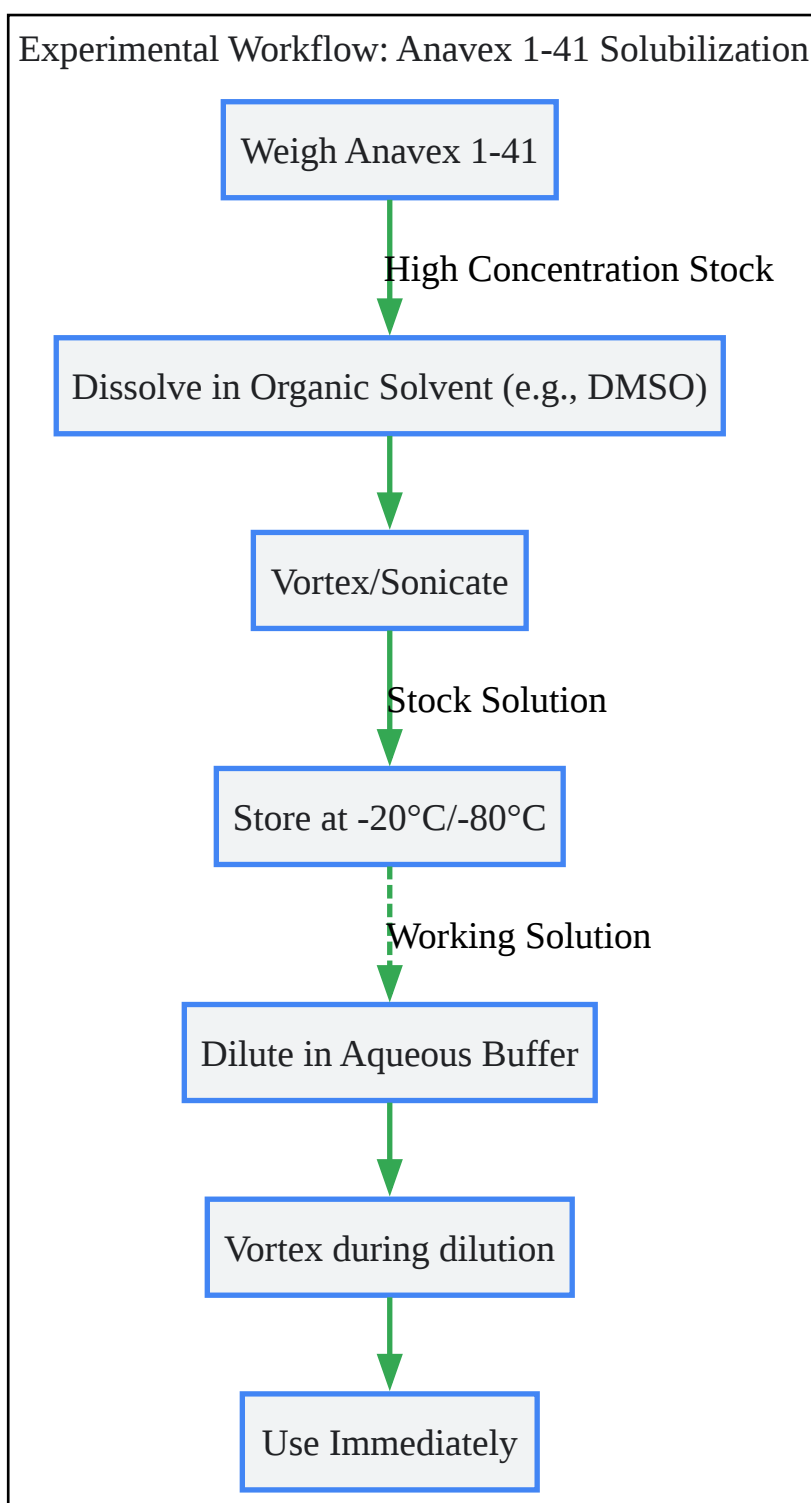 Experimental Workflow: Anavex 1-41 Solubilization
Weigh Anavex 1-41
High Concentration Stock
Dissolve in Organic Solvent (e.g., DMSO)
Vortex/Sonicate
Stock Solution
Store at -20°C/-80°C
Working Solution
Dilute in Aqueous Buffer
Vortex during dilution
Use Immediately